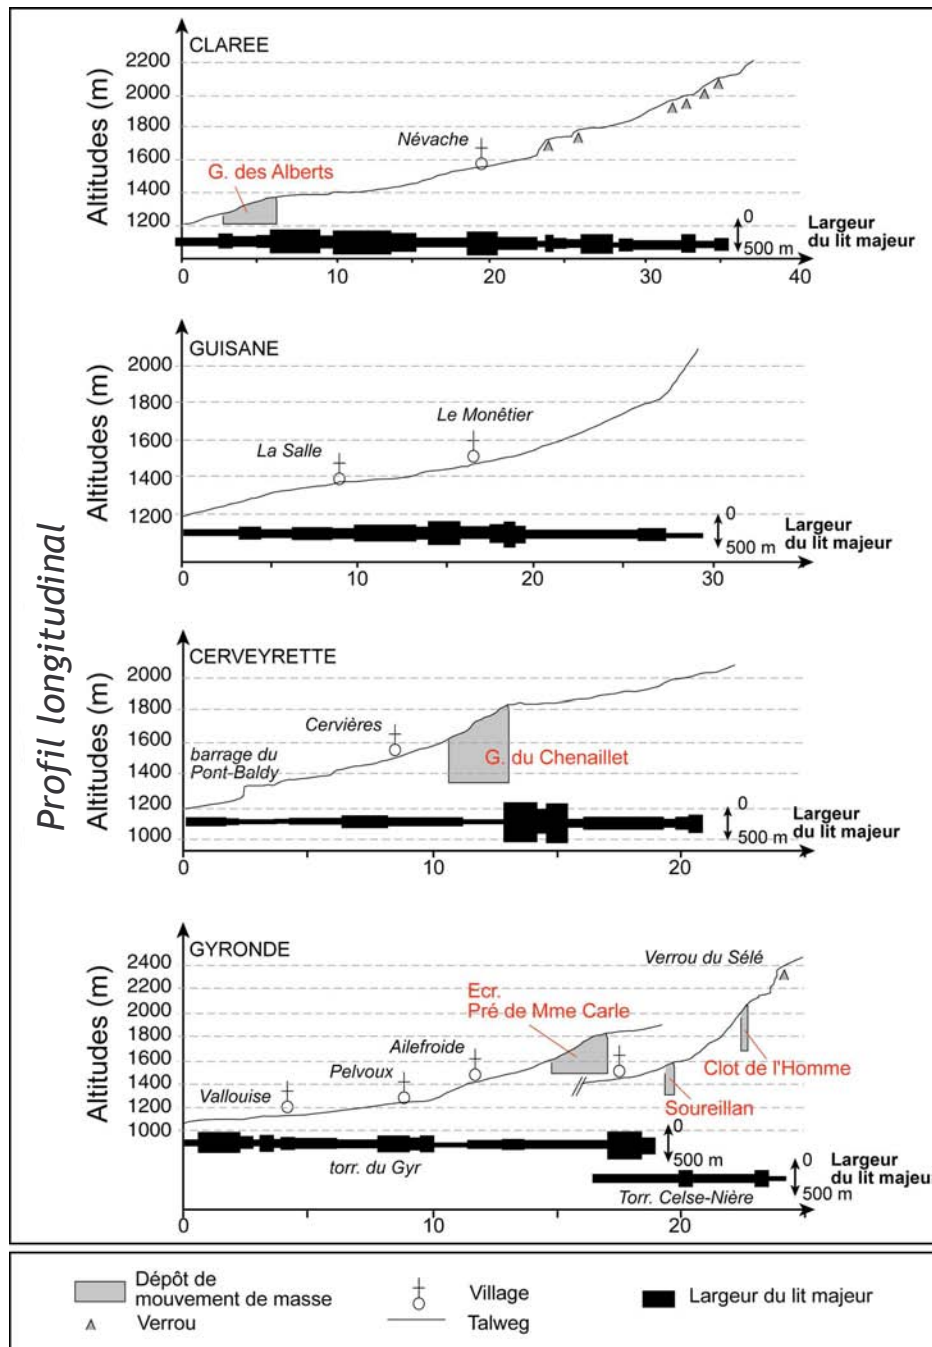 Profil longitudinal
CLAREE
Altitudes (m)
2200
2000
1800
1600
1400
1200
Névache
G. des Alberts
0
500 m
Largeur
du lit majeur
0
10
20
30
40
GUISANE
Altitudes (m)
2000
1800
1600
1400
1200
La Salle
Le Monêtier
0
500 m
Largeur
du lit majeur
0
10
20
30
CERVEYRETTE
Altitudes (m)
2000
1800
1600
1400
1200
1000
barrage du
Pont-Baldy
Cervières
G. du Chenaillet
0
500 m
Largeur
du lit majeur
0
10
20
GYRONDE
Altitudes (m)
2400
2200
2000
1800
1600
1400
1200
1000
Verrou du Sélé
Ecr.
Pré de Mme Carle
Ailefroide
Pelvoux
Vallouise
Clot de l'Homme
Soureillan
0
500 m
torr. du Gyr
0
500 m
Largeur
du lit majeur
Torr. Celse-Nière
0
10
20
Dépôt de
mouvement de masse
Verrou
Village
Talweg
Largeur du lit majeur